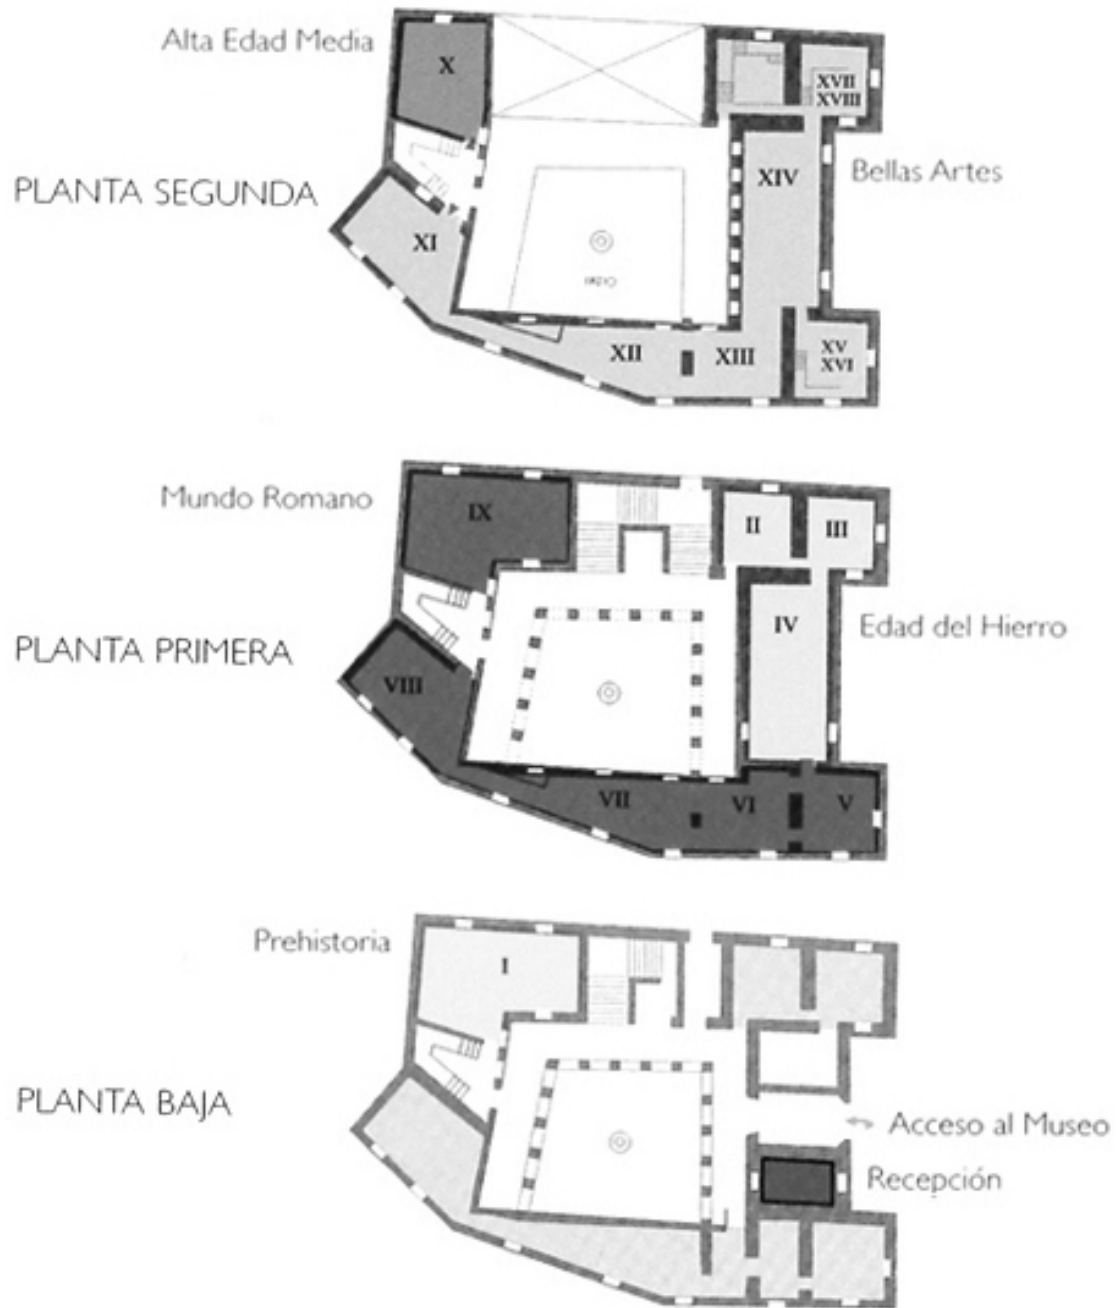 Alta Edad Media
X
XVII
XVIII
Bellas Artes
XIV
PLANTA SEGUNDA
XI
XII
XIII
XV
XVI
Mundo Romano
IX
II
III
PLANTA PRIMERA
IV
Edad del Hierro
VIII
VII
VI
V
Prehistoria
I
PLANTA BAJA
Acceso al Museo
Recepción